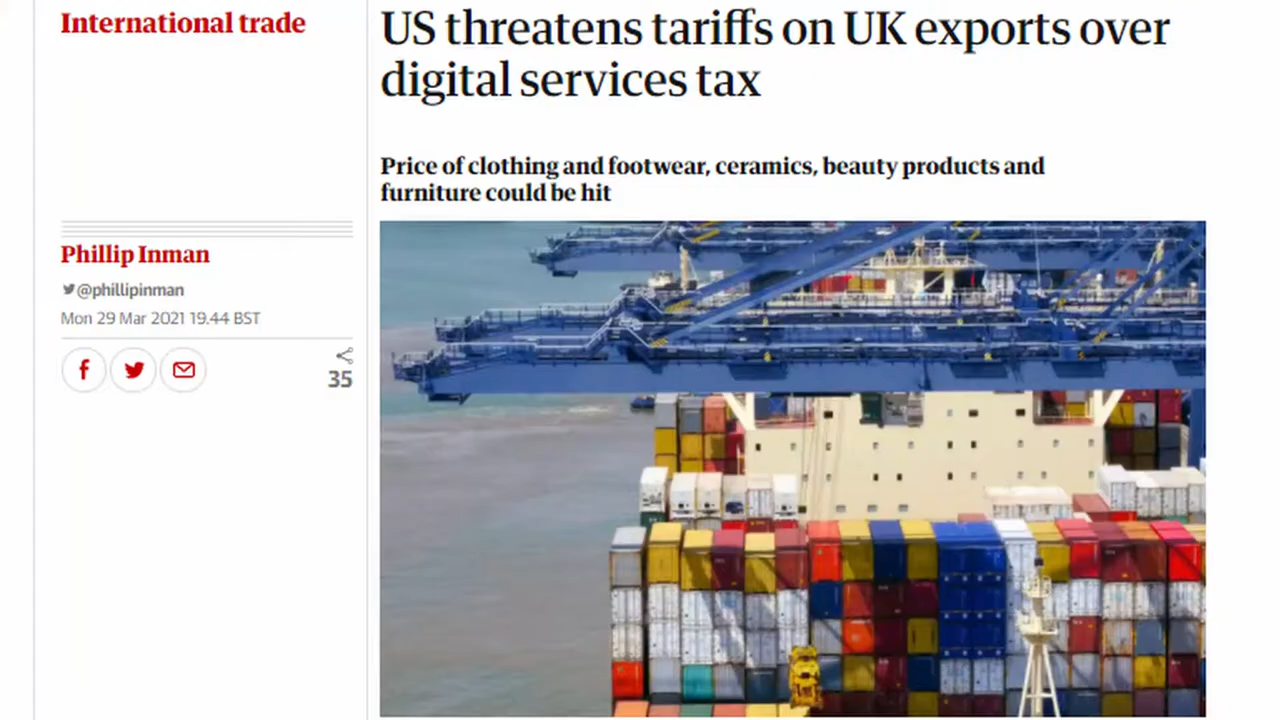 International trade
US threatens tariffs on UK exports over
digital services tax
Price of clothing and footwear, ceramics, beauty products and
furniture could be hit
Phillip Inman
@phillipinman
Mon 29 Mar 2021 19.44 BST
35